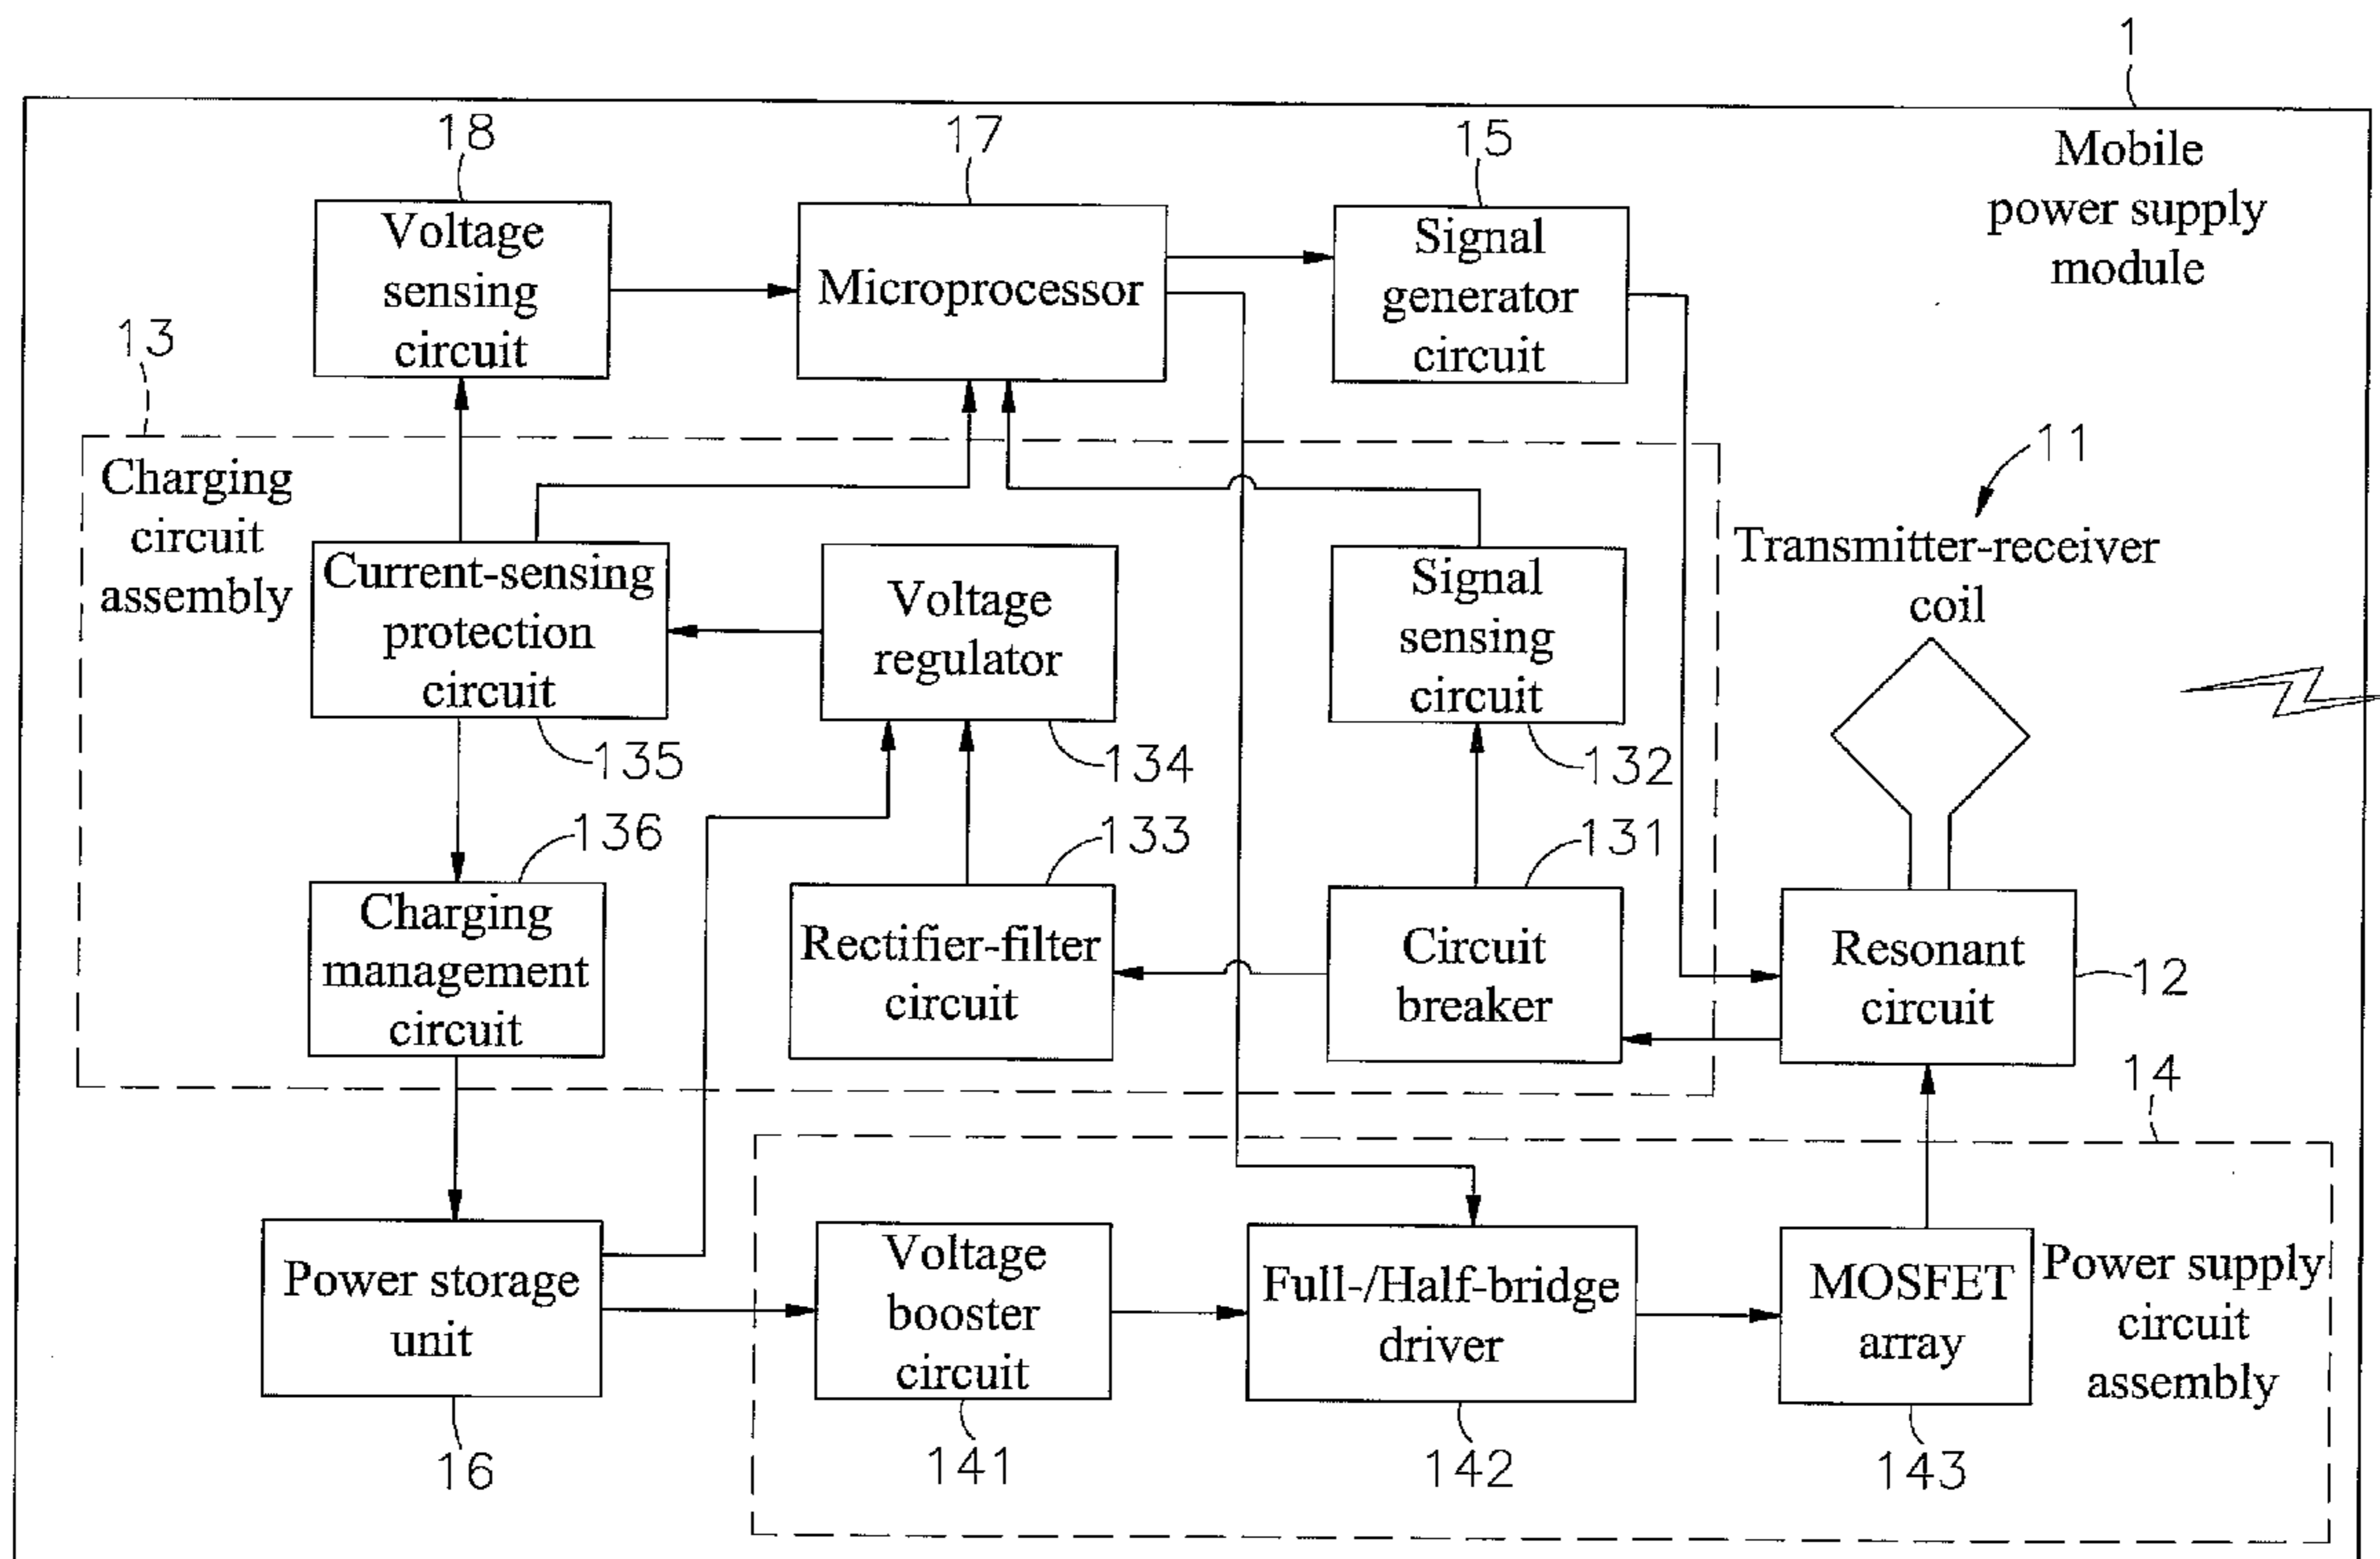 1
Mobile
power supply
module
18
17
15
Voltage
sensing
circuit
Microprocessor
Signal
generator
circuit
13
Charging
circuit
assembly
11
Transmitter-receiver
coil
Current-sensing
protection
circuit
135
Voltage
regulator
134
Signal
sensing
circuit
132
136
133
131
Charging
management
circuit
Rectifier-filter
circuit
Circuit
breaker
Resonant
circuit
12
14
Power storage
unit
16
Voltage
booster
circuit
141
Full-/Half-bridge
driver
142
MOSFET
array
143
Power supply
circuit
assembly